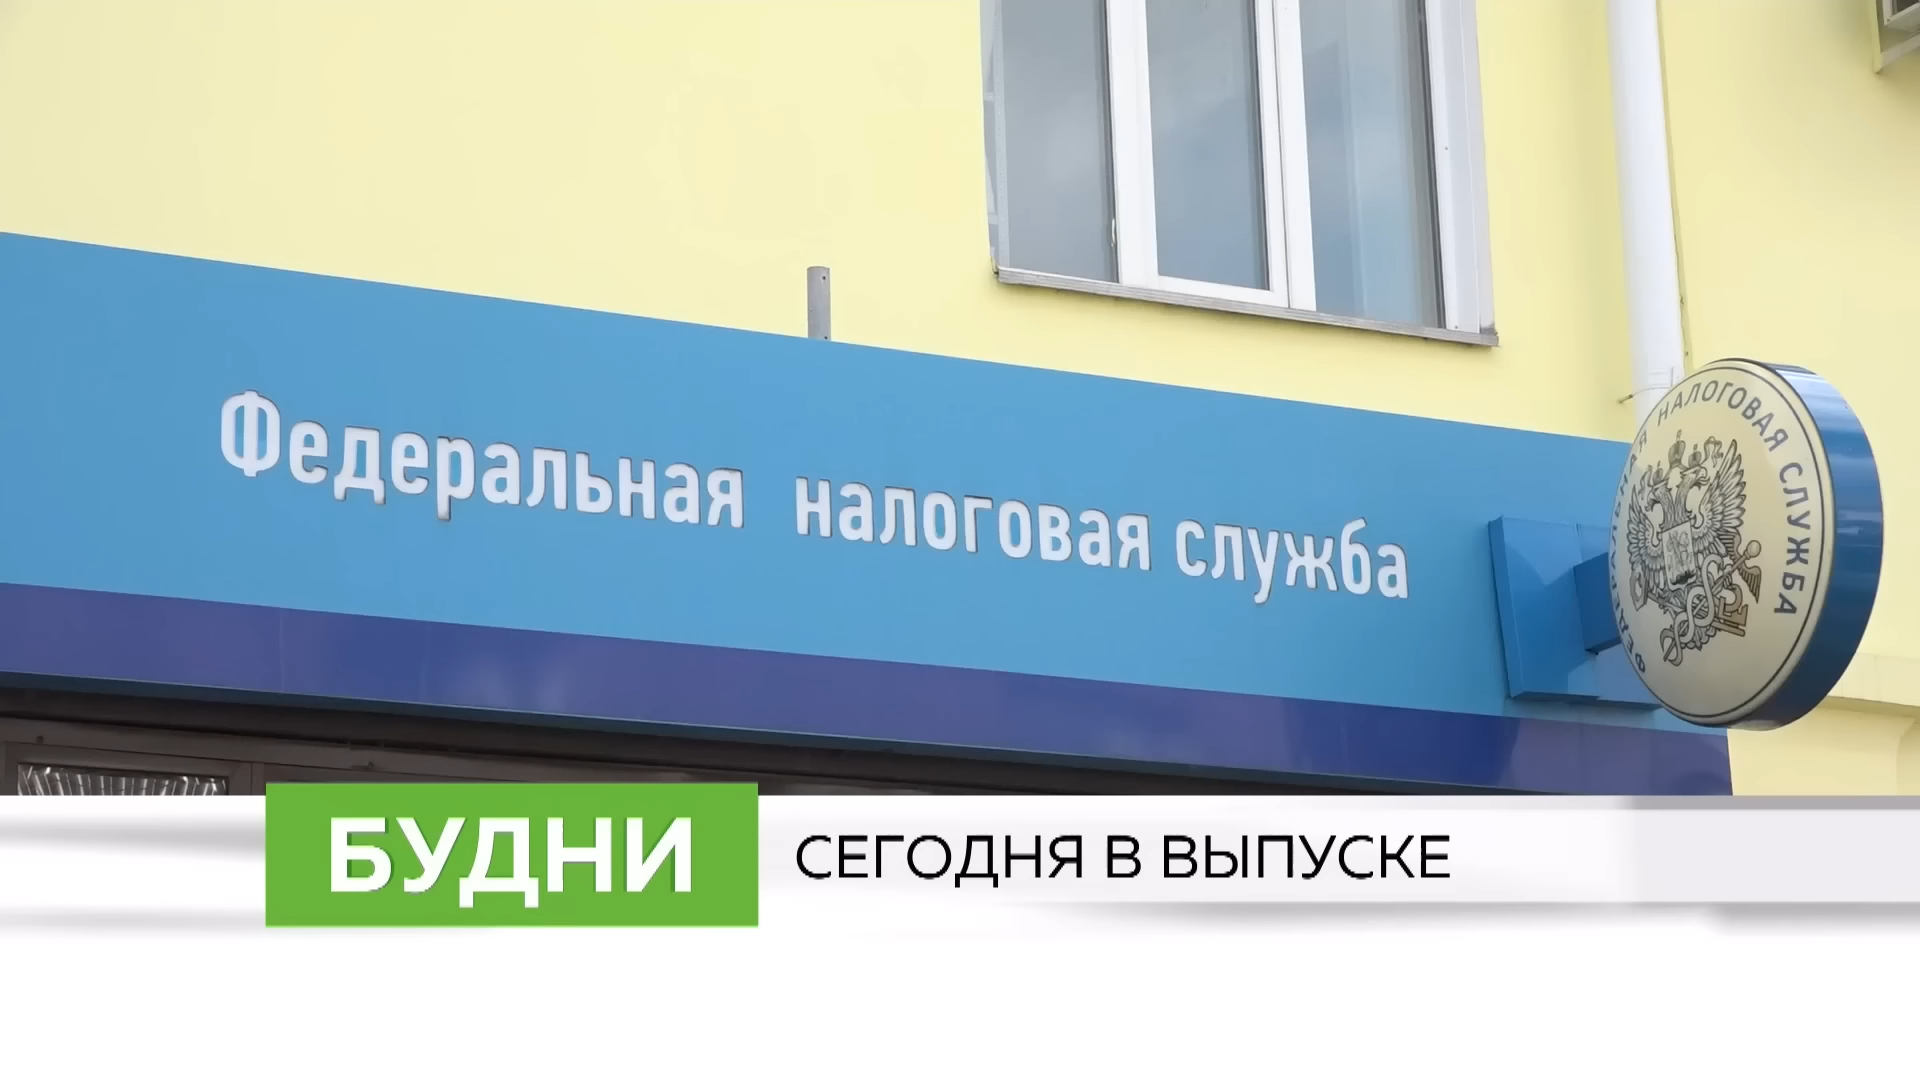 Федеральная налоговая служба
ФЕДЕРАЛЬНАЯ НАЛОГОВАЯ СЛУЖБА
БУДНИ
СЕГОДНЯ В ВЫПУСКЕ